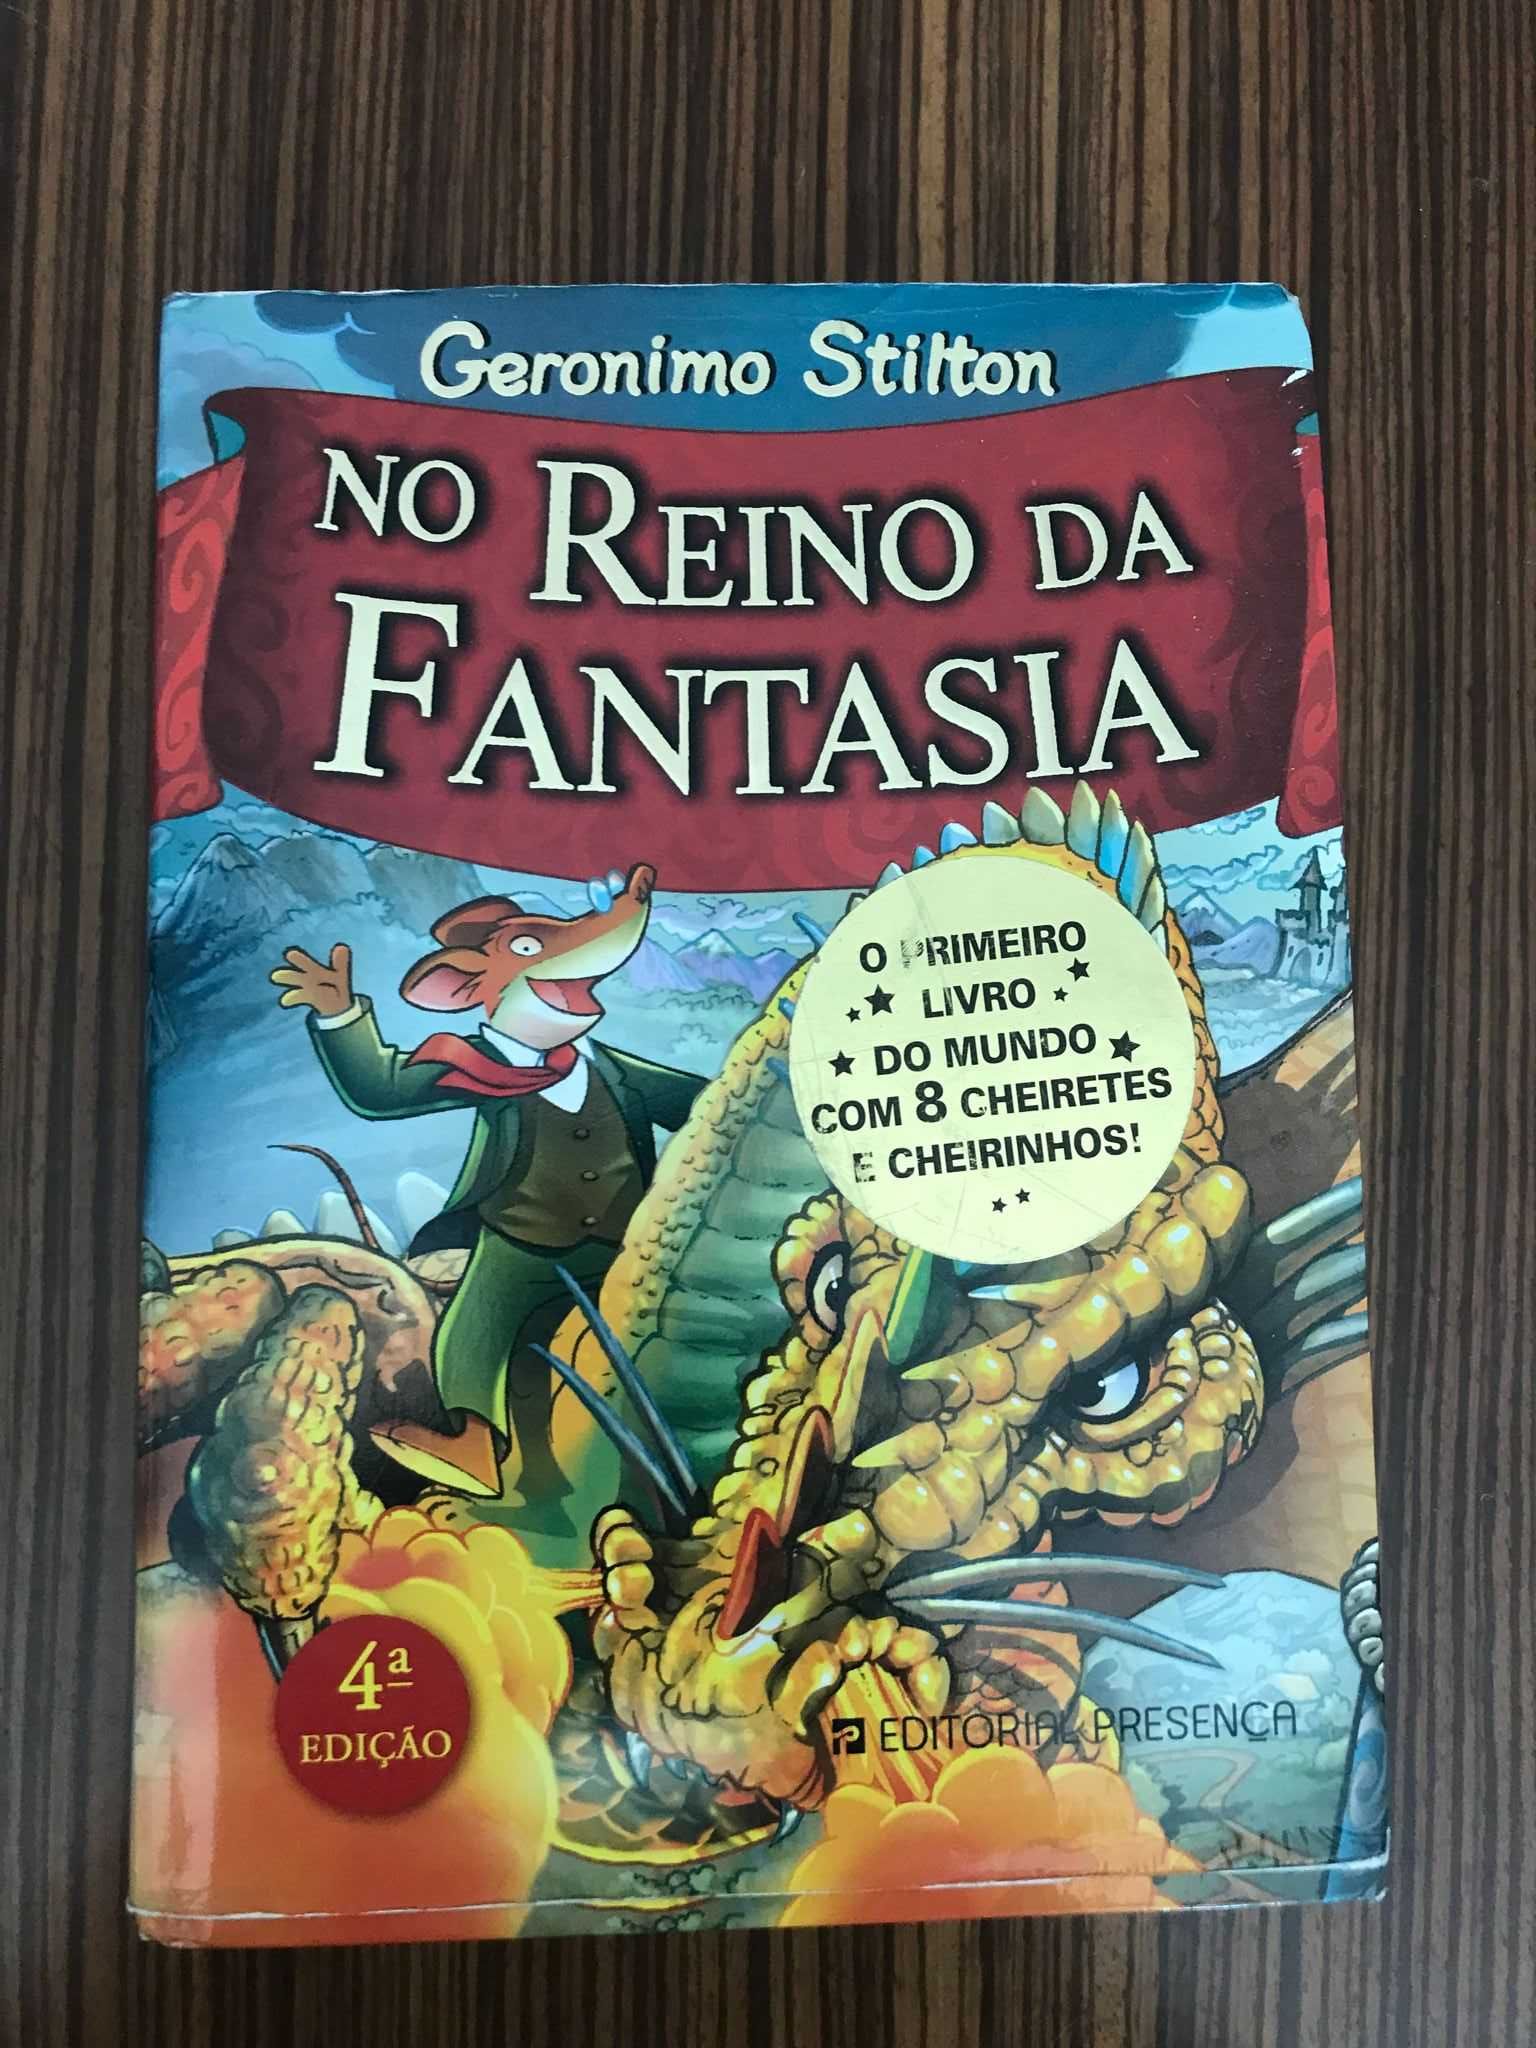 Geronimo Stilton
NO REINO DA
FANTASIA
O PRIMEIRO
LIVRO
DO MUNDO
COM 8 CHEIRETES
E CHEIRINHOS!
4ª
EDIÇÃO
EDITORIAL PRESENÇA